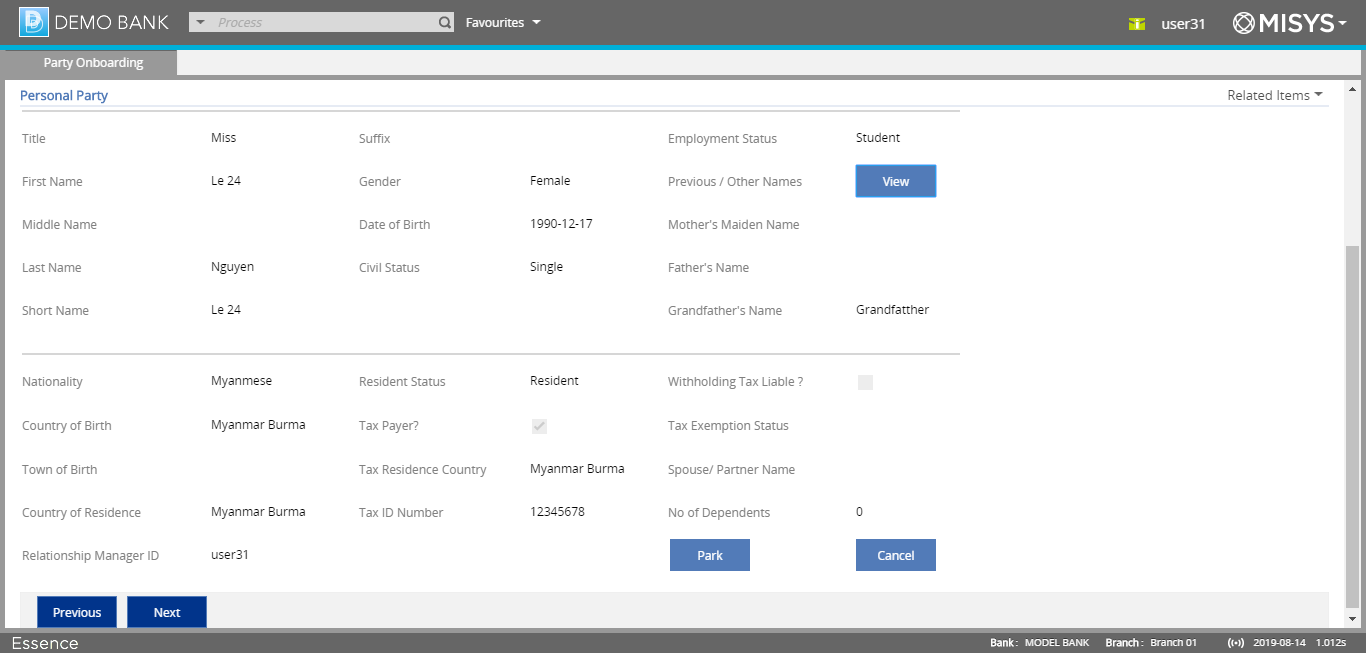 DEMO BANK Process Favourites user31 MISYS
Party Onboarding
Personal Party Related Items
Title Miss Suffix Employment Status Student
First Name Le 24 Gender Female Previous / Other Names View
Middle Name Date of Birth 1990-12-17 Mother's Maiden Name
Last Name Nguyen Civil Status Single Father's Name
Short Name Le 24 Grandfather's Name Grandfatther
Nationality Myanmese Resident Status Resident Withholding Tax Liable ?
Country of Birth Myanmar Burma Tax Payer? Tax Exemption Status
Town of Birth Tax Residence Country Myanmar Burma Spouse/ Partner Name
Country of Residence Myanmar Burma Tax ID Number 12345678 No of Dependents 0
Relationship Manager ID user31 Park Cancel
Previous Next
Essence Bank : MODEL BANK Branch : Branch 01 2019-08-14 1.012s